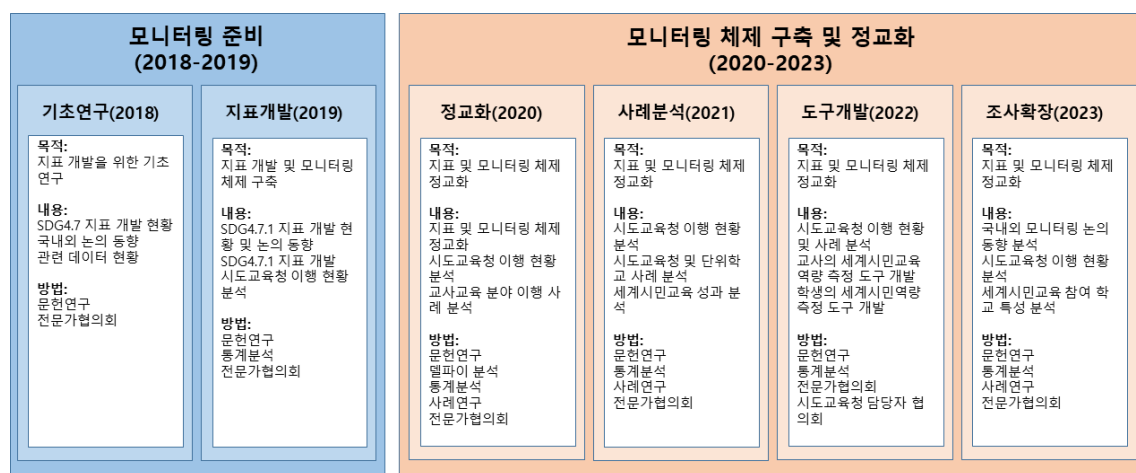 모니터링 준비
(2018-2019)
기초연구(2018)
목적:
지표 개발을 위한 기초
연구
내용:
SDG4.7 지표 개발 현황
국내외 논의 동향
관련 데이터 현황
방법:
문헌연구
전문가협의회
지표개발(2019)
목적:
지표 개발 및 모니터링
체제 구축
내용:
SDG4.7.1 지표 개발 현
황 및 논의 동향
SDG4.7.1 지표 개발
시도교육청 이행 현황
분석
방법:
문헌연구
통계분석
전문가협의회
모니터링 체제 구축 및 정교화
(2020-2023)
정교화(2020)
목적:
지표 및 모니터링 체제
정교화
내용:
지표 및 모니터링 체제
정교화
시도교육청 이행 현황
분석
교사교육 분야 이행 사
례 분석
방법:
문헌연구
델파이 분석
통계분석
사례연구
전문가협의회
사례분석(2021)
목적:
지표 및 모니터링 체제
정교화
내용:
시도교육청 이행 현황
분석
시도교육청 및 단위학
교 사례 분석
세계시민교육 성과 분
석
방법:
문헌연구
통계분석
사례연구
전문가협의회
도구개발(2022)
목적:
지표 및 모니터링 체제
정교화
내용:
시도교육청 이행 현황
및 사례 분석
교사의 세계시민교육
역량 측정 도구 개발
학생의 세계시민역량
측정 도구 개발
방법:
문헌연구
통계분석
전문가협의회
시도교육청 담당자 협
의회
조사확장(2023)
목적:
지표 및 모니터링 체제
정교화
내용:
국내외 모니터링 논의
동향 분석
시도교육청 이행 현황
분석
세계시민교육 참여 학
교 특성 분석
방법:
문헌연구
통계분석
사례연구
전문가협의회